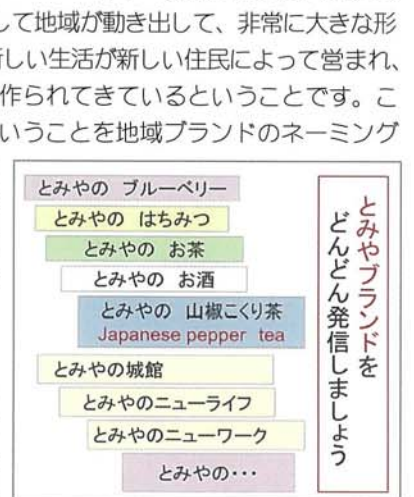 して地域が動き出して、非常に大きな形
新しい生活が新しい住民によって営まれ、
作られてきているということです。こ
いうことを地域ブランドのネーミング
とみやの ブルーベリー
とみやの はちみつ
とみやの お茶
とみやの お酒
とみやの 山椒こくり茶
Japanese pepper tea
とみやの城館
とみやのニューライフ
とみやのニューワーク
とみやの・・・
とみやブランドを
どんどん発信しましょう